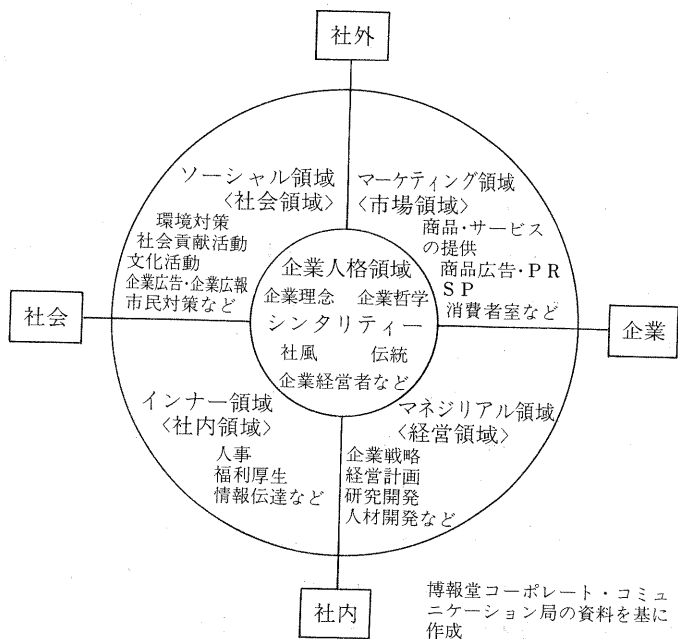 社外
ソーシャル領域
〈社会領域〉
環境対策
社会貢献活動
文化活動
企業広告・企業広報
市民対策など
マーケティング領域
〈市場領域〉
商品・サービス
の提供
商品広告・PR
SP
消費者室など
社会
企業人格領域
企業理念 企業哲学
シンタリティー
社風 伝統
企業経営者など
企業
インナー領域
〈社内領域〉
人事
福利厚生
情報伝達など
マネジリアル領域
〈経営領域〉
企業戦略
経営計画
研究開発
人材開発など
社内
博報堂コーポレート・コミュ
ニケーション局の資料を基に
作成